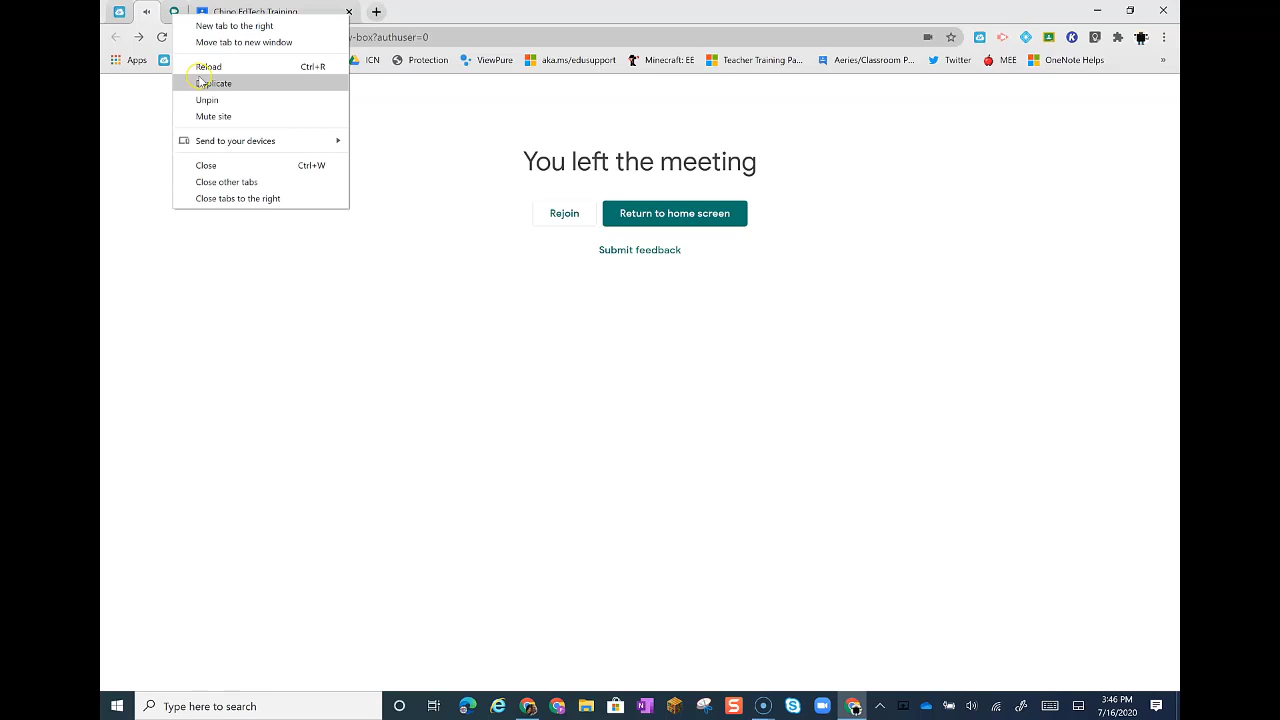 Chino EdTech Training
New tab to the right
Move tab to new window
Reload Ctrl+R
Duplicate
Unpin
Mute site
Send to your devices
Close Ctrl+W
Close other tabs
Close tabs to the right
-box?authuser=0
Apps
ICN
Protection
ViewPure
aka.ms/edusupport
Minecraft: EE
Teacher Training Pa...
Aeries/Classroom P...
Twitter
MEE
OneNote Helps
»
You left the meeting
Rejoin
Return to home screen
Submit feedback
Type here to search
3:46 PM
7/16/2020